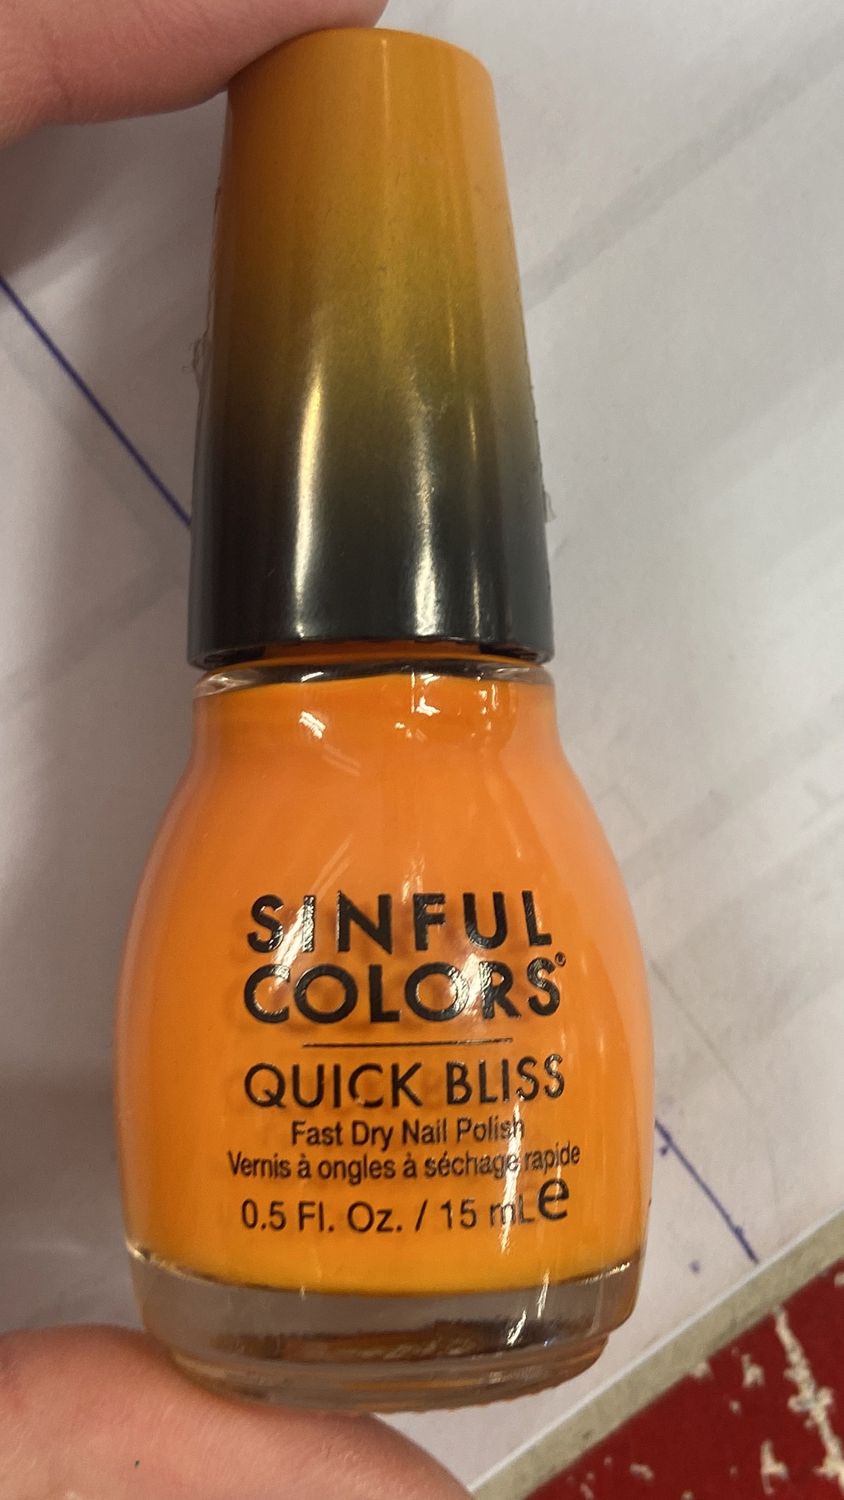 SINFUL
COLORS®
QUICK BLISS
Fast Dry Nail Polish
Vernis à ongles à séchage rapide
0.5 Fl. Oz. / 15 mL e